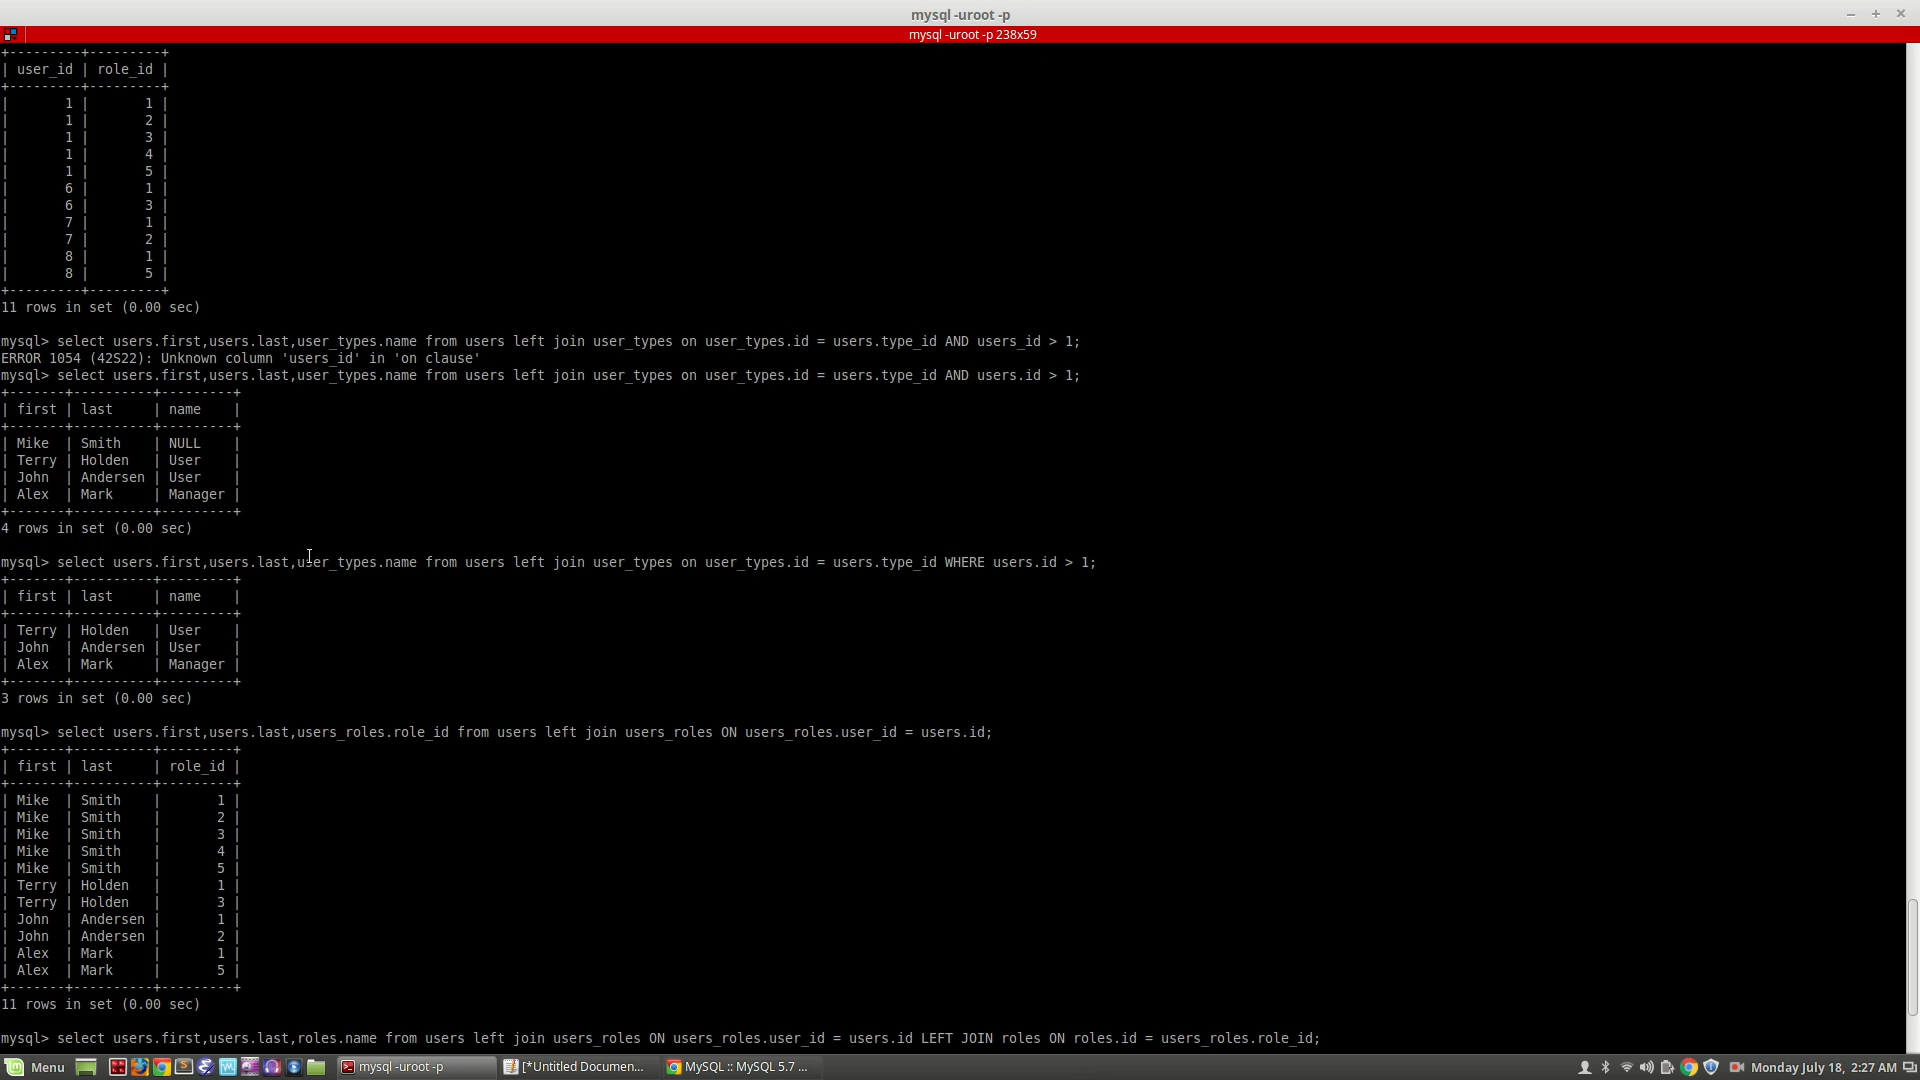 mysql -uroot -p
mysql -uroot -p 238x59
+---------+---------+
| user_id | role_id |
+---------+---------+
|       1 |       1 |
|       1 |       2 |
|       1 |       3 |
|       1 |       4 |
|       1 |       5 |
|       6 |       1 |
|       6 |       3 |
|       7 |       1 |
|       7 |       2 |
|       8 |       1 |
|       8 |       5 |
+---------+---------+
11 rows in set (0.00 sec)
mysql> select users.first,users.last,user_types.name from users left join user_types on user_types.id = users.type_id AND users_id > 1;
ERROR 1054 (42S22): Unknown column 'users_id' in 'on clause'
mysql> select users.first,users.last,user_types.name from users left join user_types on user_types.id = users.type_id AND users.id > 1;
+-------+----------+---------+
| first | last     | name    |
+-------+----------+---------+
| Mike  | Smith    | NULL    |
| Terry | Holden   | User    |
| John  | Andersen | User    |
| Alex  | Mark     | Manager |
+-------+----------+---------+
4 rows in set (0.00 sec)
mysql> select users.first,users.last,user_types.name from users left join user_types on user_types.id = users.type_id WHERE users.id > 1;
+-------+----------+---------+
| first | last     | name    |
+-------+----------+---------+
| Terry | Holden   | User    |
| John  | Andersen | User    |
| Alex  | Mark     | Manager |
+-------+----------+---------+
3 rows in set (0.00 sec)
mysql> select users.first,users.last,users_roles.role_id from users left join users_roles ON users_roles.user_id = users.id;
+-------+----------+---------+
| first | last     | role_id |
+-------+----------+---------+
| Mike  | Smith    |       1 |
| Mike  | Smith    |       2 |
| Mike  | Smith    |       3 |
| Mike  | Smith    |       4 |
| Mike  | Smith    |       5 |
| Terry | Holden   |       1 |
| Terry | Holden   |       3 |
| John  | Andersen |       1 |
| John  | Andersen |       2 |
| Alex  | Mark     |       1 |
| Alex  | Mark     |       5 |
+-------+----------+---------+
11 rows in set (0.00 sec)
mysql> select users.first,users.last,roles.name from users left join users_roles ON users_roles.user_id = users.id LEFT JOIN roles ON roles.id = users_roles.role_id;
Menu mysql -uroot -p [*Untitled Documen... MySQL :: MySQL 5.7 ... Monday July 18, 2:27 AM